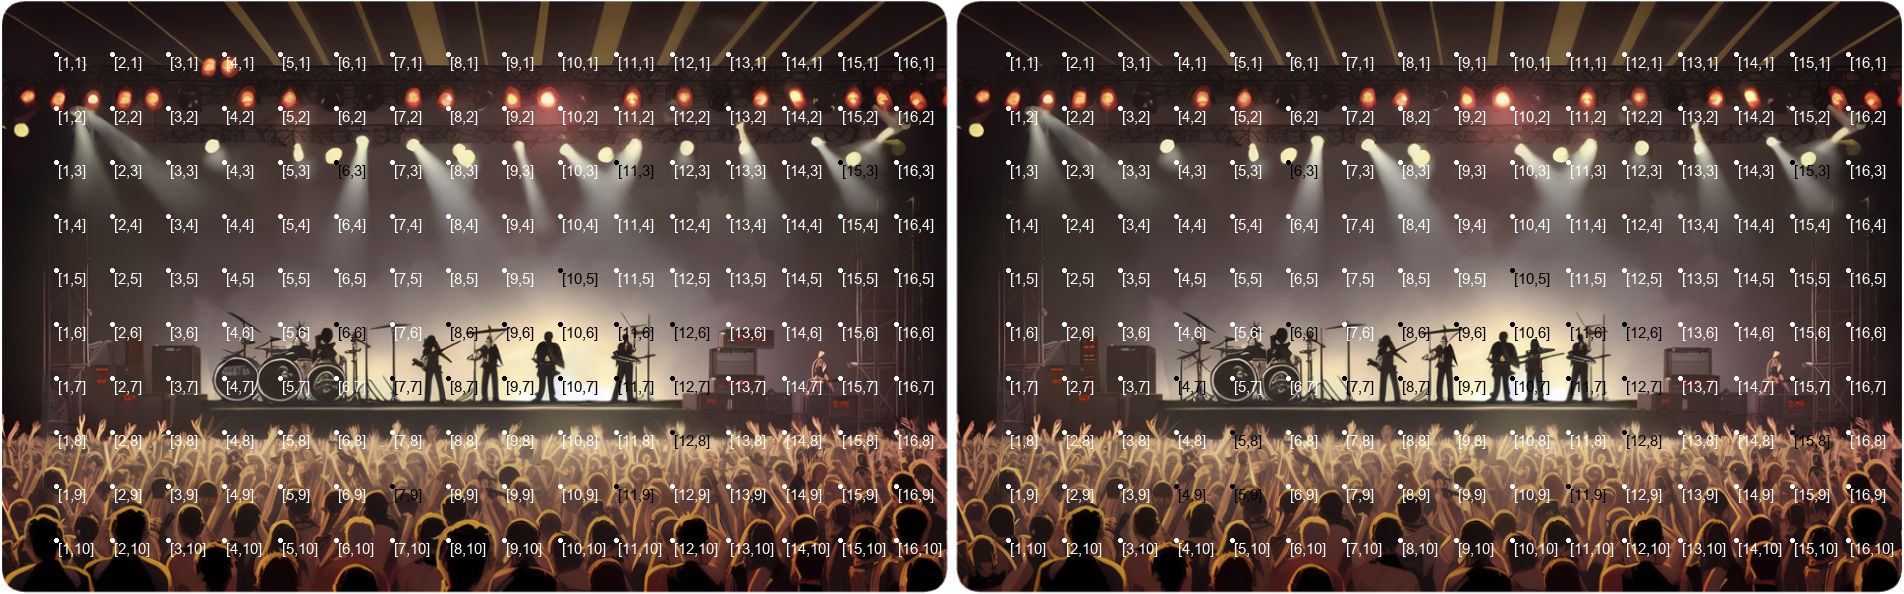 [1,1] [2,1] [3,1] [4,1] [5,1] [6,1] [7,1] [8,1] [9,1] [10,1] [11,1] [12,1] [13,1] [14,1] [15,1] [16,1] [1,1] [2,1] [3,1] [4,1] [5,1] [6,1] [7,1] [8,1] [9,1] [10,1] [11,1] [12,1] [13,1] [14,1] [15,1] [16,1]
[1,2] [2,2] [3,2] [4,2] [5,2] [6,2] [7,2] [8,2] [9,2] [10,2] [11,2] [12,2] [13,2] [14,2] [15,2] [16,2] [1,2] [2,2] [3,2] [4,2] [5,2] [6,2] [7,2] [8,2] [9,2] [10,2] [11,2] [12,2] [13,2] [14,2] [15,2] [16,2]
[1,3] [2,3] [3,3] [4,3] [5,3] [6,3] [7,3] [8,3] [9,3] [10,3] [11,3] [12,3] [13,3] [14,3] [15,3] [16,3] [1,3] [2,3] [3,3] [4,3] [5,3] [6,3] [7,3] [8,3] [9,3] [10,3] [11,3] [12,3] [13,3] [14,3] [15,3] [16,3]
[1,4] [2,4] [3,4] [4,4] [5,4] [6,4] [7,4] [8,4] [9,4] [10,4] [11,4] [12,4] [13,4] [14,4] [15,4] [16,4] [1,4] [2,4] [3,4] [4,4] [5,4] [6,4] [7,4] [8,4] [9,4] [10,4] [11,4] [12,4] [13,4] [14,4] [15,4] [16,4]
[1,5] [2,5] [3,5] [4,5] [5,5] [6,5] [7,5] [8,5] [9,5] [10,5] [11,5] [12,5] [13,5] [14,5] [15,5] [16,5] [1,5] [2,5] [3,5] [4,5] [5,5] [6,5] [7,5] [8,5] [9,5] [10,5] [11,5] [12,5] [13,5] [14,5] [15,5] [16,5]
[1,6] [2,6] [3,6] [4,6] [5,6] [6,6] [7,6] [8,6] [9,6] [10,6] [11,6] [12,6] [13,6] [14,6] [15,6] [16,6] [1,6] [2,6] [3,6] [4,6] [5,6] [6,6] [7,6] [8,6] [9,6] [10,6] [11,6] [12,6] [13,6] [14,6] [15,6] [16,6]
[1,7] [2,7] [3,7] [4,7] [5,7] [6,7] [7,7] [8,7] [9,7] [10,7] [11,7] [12,7] [13,7] [14,7] [15,7] [16,7] [1,7] [2,7] [3,7] [4,7] [5,7] [6,7] [7,7] [8,7] [9,7] [10,7] [11,7] [12,7] [13,7] [14,7] [15,7] [16,7]
[1,8] [2,8] [3,8] [4,8] [5,8] [6,8] [7,8] [8,8] [9,8] [10,8] [11,8] [12,8] [13,8] [14,8] [15,8] [16,8] [1,8] [2,8] [3,8] [4,8] [5,8] [6,8] [7,8] [8,8] [9,8] [10,8] [11,8] [12,8] [13,8] [14,8] [15,8] [16,8]
[1,9] [2,9] [3,9] [4,9] [5,9] [6,9] [7,9] [8,9] [9,9] [10,9] [11,9] [12,9] [13,9] [14,9] [15,9] [16,9] [1,9] [2,9] [3,9] [4,9] [5,9] [6,9] [7,9] [8,9] [9,9] [10,9] [11,9] [12,9] [13,9] [14,9] [15,9] [16,9]
[1,10] [2,10] [3,10] [4,10] [5,10] [6,10] [7,10] [8,10] [9,10] [10,10] [11,10] [12,10] [13,10] [14,10] [15,10] [16,10] [1,10] [2,10] [3,10] [4,10] [5,10] [6,10] [7,10] [8,10] [9,10] [10,10] [11,10] [12,10] [13,10] [14,10] [15,10] [16,10]